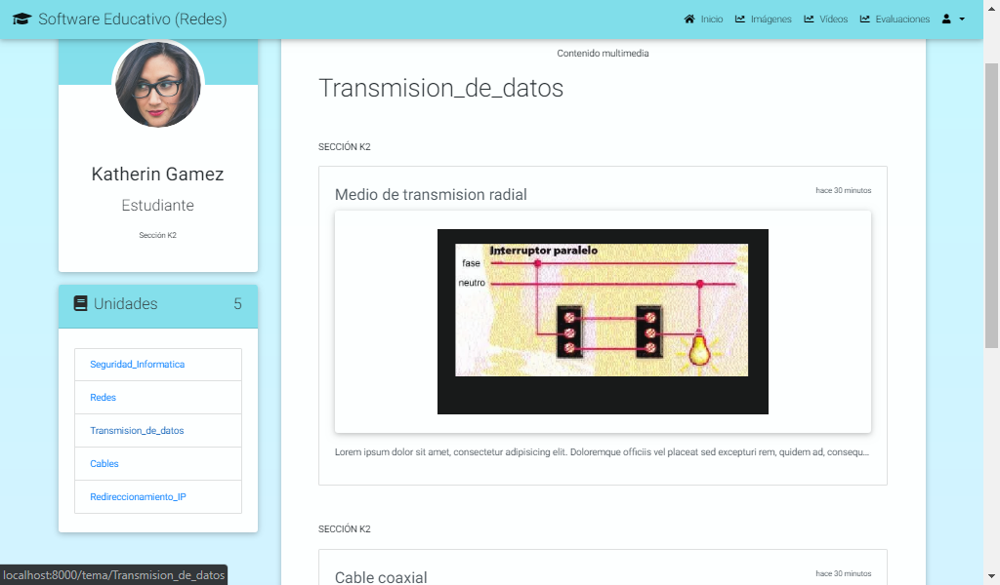 Software Educativo (Redes)
Inicio
Imágenes
Videos
Evaluaciones
Katherin Gamez
Estudiante
Sección K2
Unidades 5
Seguridad_Informatica
Redes
Transmision_de_datos
Cables
Redireccionamiento_IP
Contenido multimedia
Transmision_de_datos
SECCIÓN K2
Medio de transmision radial
hace 30 minutos
Interruptor paralelo
fase
neutro
Lorem ipsum dolor sit amet, consectetur adipisicing elit. Doloremque officiis vel placeat sed excepturi rem, quidem ad, consequ...
SECCIÓN K2
Cable coaxial
hace 30 minutos
localhost:8000/tema/Transmision_de_datos